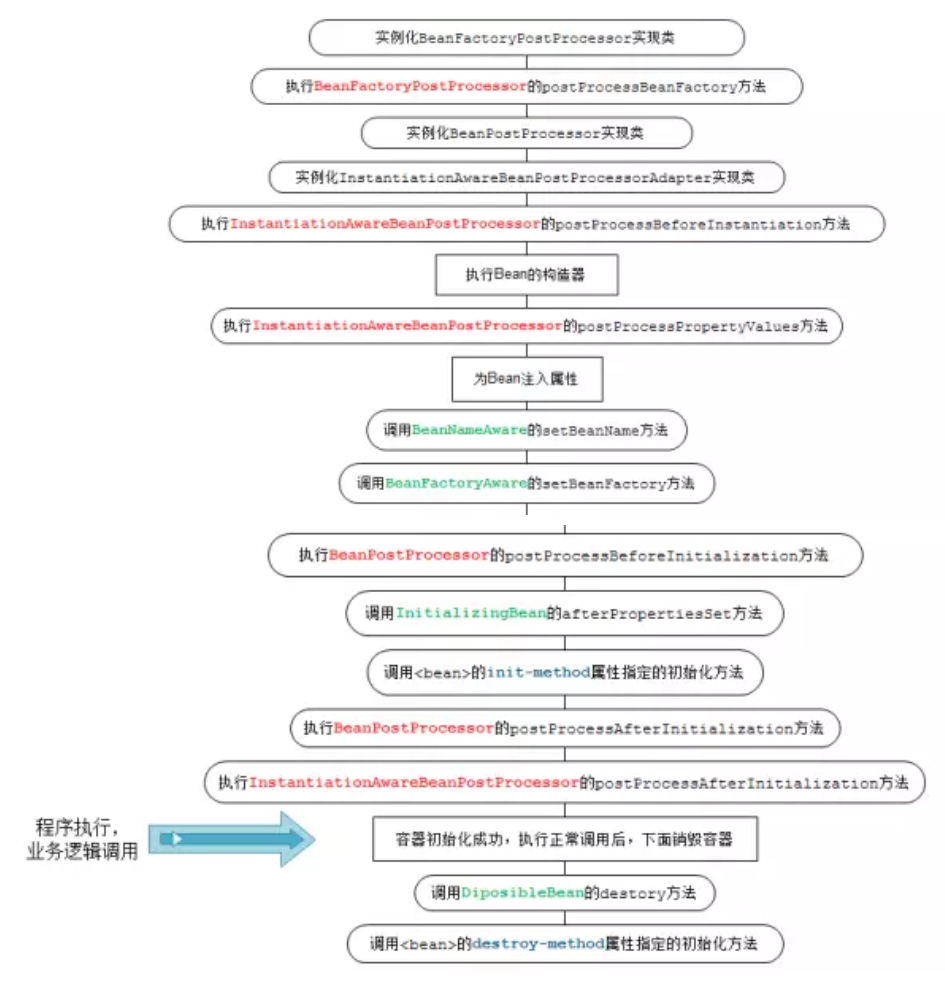 实例化BeanFactoryPostProcessor实现类
执行BeanFactoryPostProcessor的postProcessBeanFactory方法
实例化BeanPostProcessor实现类
实例化InstantiationAwareBeanPostProcessorAdapter实现类
执行InstantiationAwareBeanPostProcessor的postProcessBeforeInstantiation方法
执行Bean的构造器
执行InstantiationAwareBeanPostProcessor的postProcessPropertyValues方法
为Bean注入属性
调用BeanNameAware的setBeanName方法
调用BeanFactoryAware的setBeanFactory方法
执行BeanPostProcessor的postProcessBeforeInitialization方法
调用InitializingBean的afterPropertiesSet方法
调用<bean>的init-method属性指定的初始化方法
执行BeanPostProcessor的postProcessAfterInitialization方法
执行InstantiationAwareBeanPostProcessor的postProcessAfterInitialization方法
程序执行，
业务逻辑调用
容器初始化成功，执行正常调用后，下面销毁容器
调用DiposibleBean的destory方法
调用<bean>的destroy-method属性指定的初始化方法